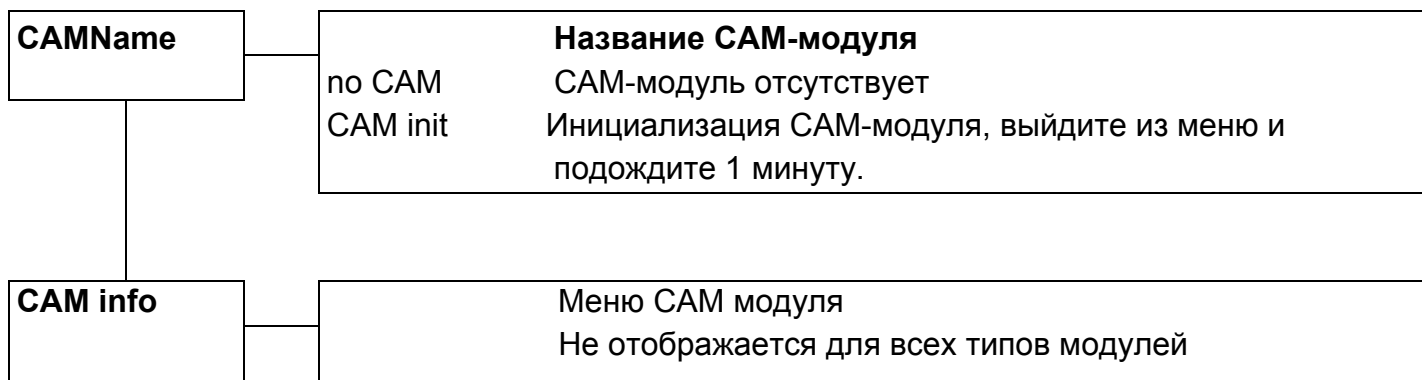 CAMName
Название CAM-модуля
no CAM CAM-модуль отсутствует
CAM init Инициализация CAM-модуля, выйдите из меню и
подождите 1 минуту.
CAM info
Меню CAM модуля
Не отображается для всех типов модулей